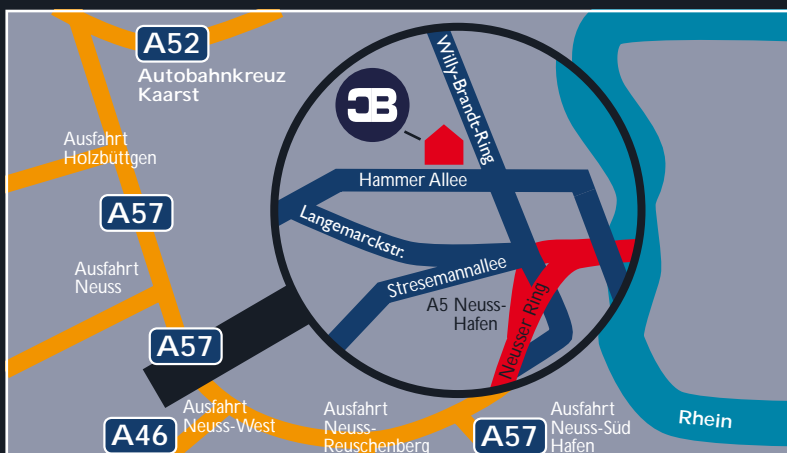 A52
Autobahnkreuz
Kaarst
Ausfahrt
Holzbüttgen
A57
Ausfahrt
Neuss
A57
A46
Ausfahrt
Neuss-West
Ausfahrt
Neuss-
Reuschenberg
A57
Ausfahrt
Neuss-Süd
Hafen
Rhein
Willy-Brandt-Ring
Hammer Allee
Langemarckstr.
Stresemannallee
A5 Neuss-
Hafen
Neusser Ring